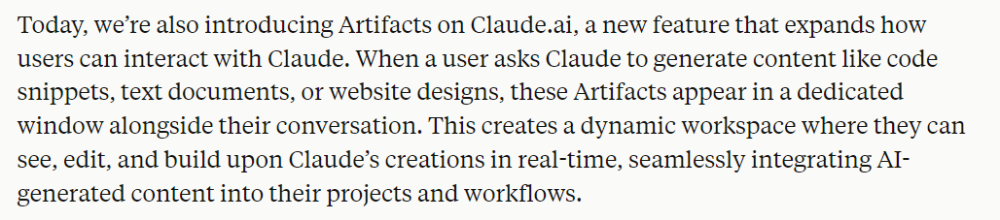 Today, we’re also introducing Artifacts on Claude.ai, a new feature that expands how
users can interact with Claude. When a user asks Claude to generate content like code
snippets, text documents, or website designs, these Artifacts appear in a dedicated
window alongside their conversation. This creates a dynamic workspace where they can
see, edit, and build upon Claude’s creations in real-time, seamlessly integrating AI-
generated content into their projects and workflows.